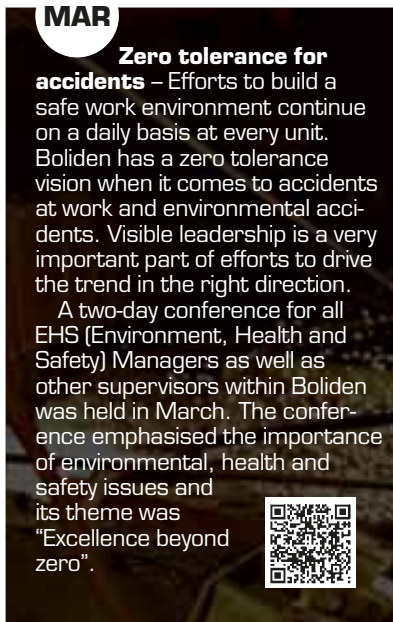 MAR
Zero tolerance for
accidents – Efforts to build a
safe work environment continue
on a daily basis at every unit.
Boliden has a zero tolerance
vision when it comes to accidents
at work and environmental acci-
dents. Visible leadership is a very
important part of efforts to drive
the trend in the right direction.
A two-day conference for all
EHS (Environment, Health and
Safety) Managers as well as
other supervisors within Boliden
was held in March. The confer-
ence emphasised the importance
of environmental, health and
safety issues and
its theme was
“Excellence beyond
zero”.